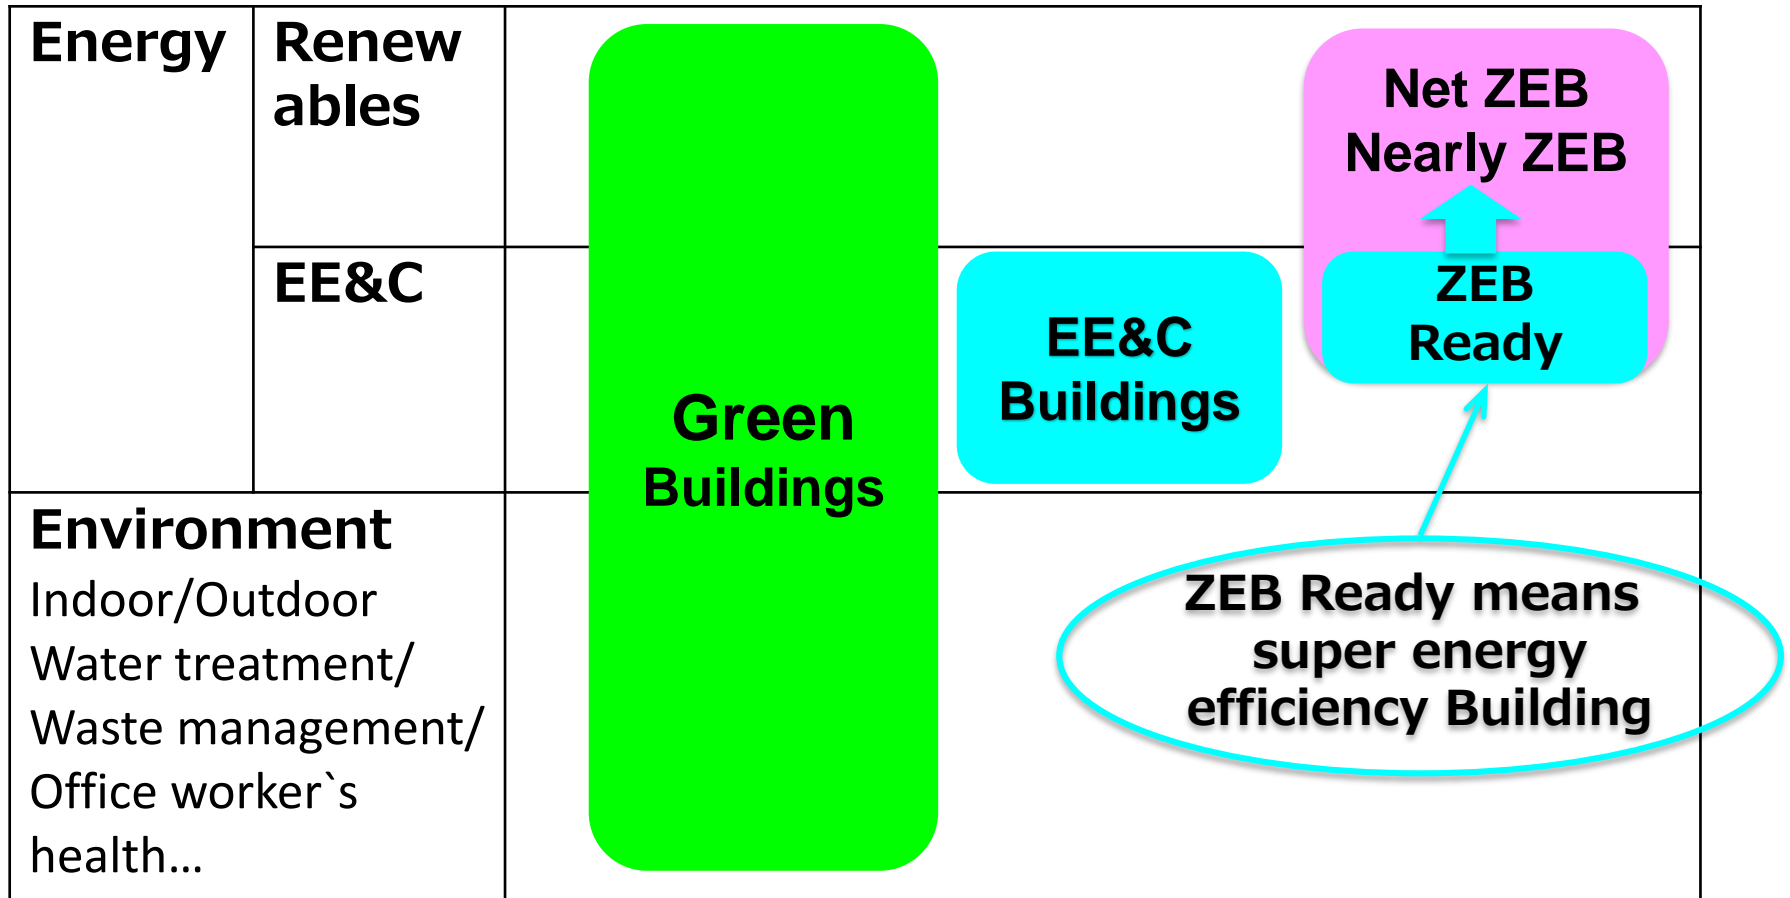 Energy
Renew
ables
Net ZEB
Nearly ZEB
EE&C
EE&C
Buildings
ZEB
Ready
Green
Buildings
Environment
Indoor/Outdoor
Water treatment/
Waste management/
Office worker`s
health...
ZEB Ready means
super energy
efficiency Building